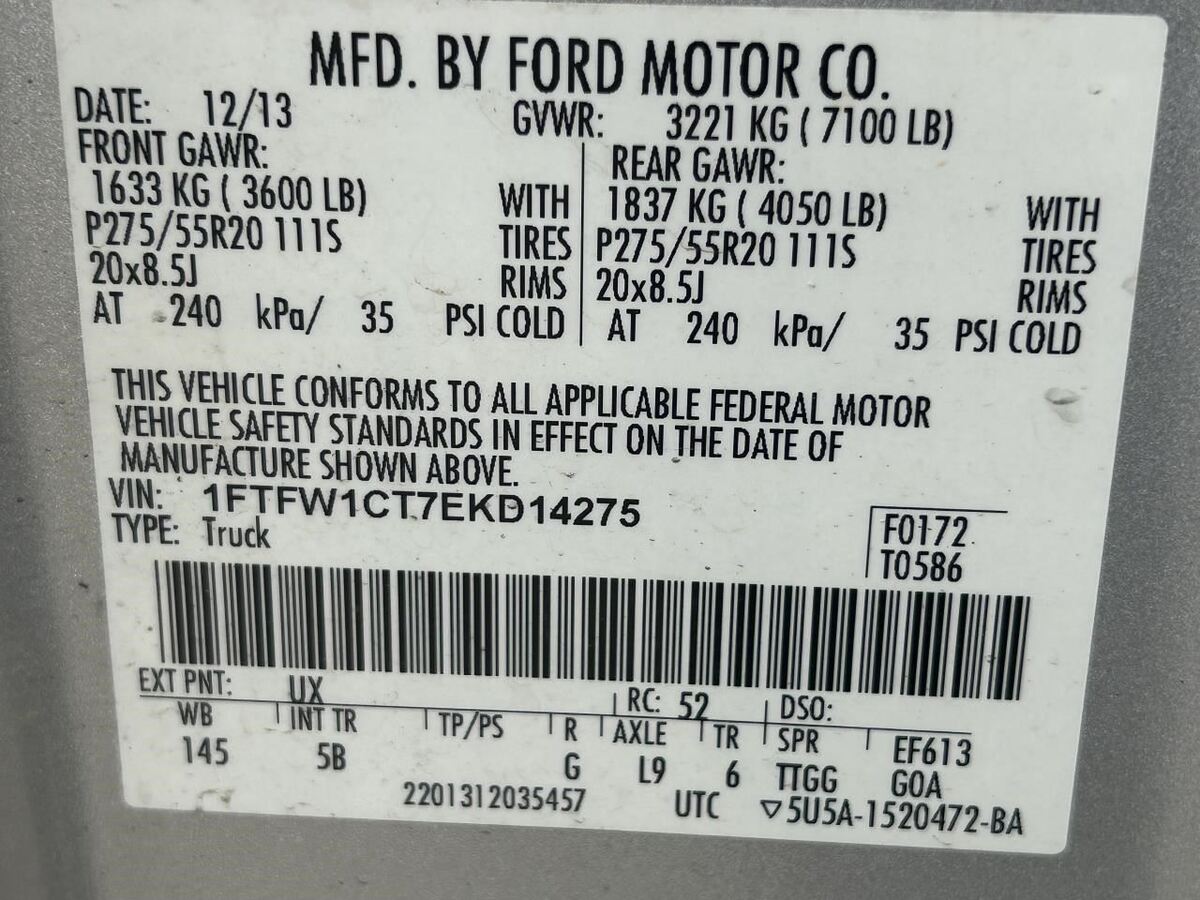 MFD. BY FORD MOTOR CO.
DATE: 12/13 GVWR: 3221 KG ( 7100 LB)
FRONT GAWR: REAR GAWR:
1633 KG ( 3600 LB) WITH 1837 KG ( 4050 LB) WITH
P275/55R20 111S TIRES P275/55R20 111S TIRES
20x8.5J RIMS 20x8.5J RIMS
AT 240 kPa/ 35 PSI COLD AT 240 kPa/ 35 PSI COLD
THIS VEHICLE CONFORMS TO ALL APPLICABLE FEDERAL MOTOR
VEHICLE SAFETY STANDARDS IN EFFECT ON THE DATE OF
MANUFACTURE SHOWN ABOVE.
VIN: 1FTFW1CT7EKD14275
TYPE: Truck
F0172
T0586
EXT PNT: UX RC: 52 DSO:
WB INT TR TP/PS R AXLE TR SPR EF613
145 5B G L9 6 TTGG GOA
2201312035457 UTC ▽5U5A-1520472-BA